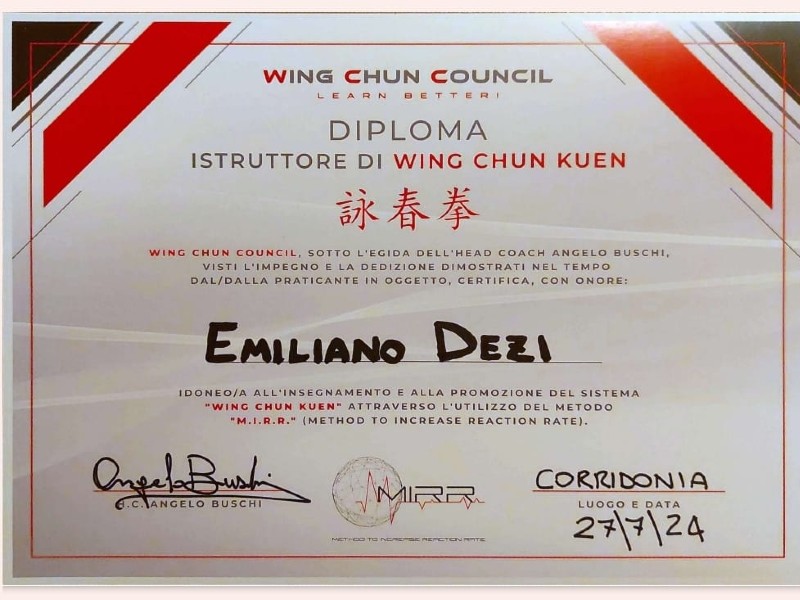 WING CHUN COUNCIL
LEARN BETTER!
DIPLOMA
ISTRUTTORE DI WING CHUN KUEN
詠春拳
WING CHUN COUNCIL, SOTTO L'EGIDA DELL'HEAD COACH ANGELO BUSCHI,
VISTI L'IMPEGNO E LA DEDIZIONE DIMOSTRATI NEL TEMPO
DAL/DALLA PRATICANTE IN OGGETTO, CERTIFICA, CON ONORE:
EMILIANO DEZI
IDONEO/A ALL'INSEGNAMENTO E ALLA PROMOZIONE DEL SISTEMA
"WING CHUN KUEN" ATTRAVERSO L'UTILIZZO DEL METODO
"M.I.R.R." (METHOD TO INCREASE REACTION RATE).
Angelo Buschi
H.C. ANGELO BUSCHI
MIRR
METHOD TO INCREASE REACTION RATE
CORRIDONIA
LUOGO E DATA
27/7/24